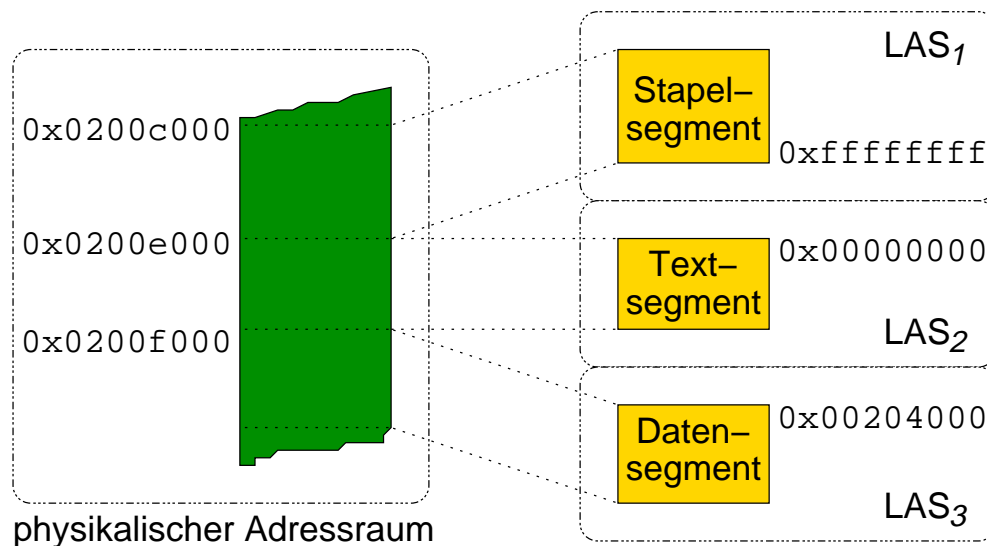 0x0200c000
0x0200e000
0x0200f000
physikalischer Adressraum
LAS1
Stapel–
segment
0xffffffff
0x00000000
Text–
segment
LAS2
0x00204000
Daten–
segment
LAS3